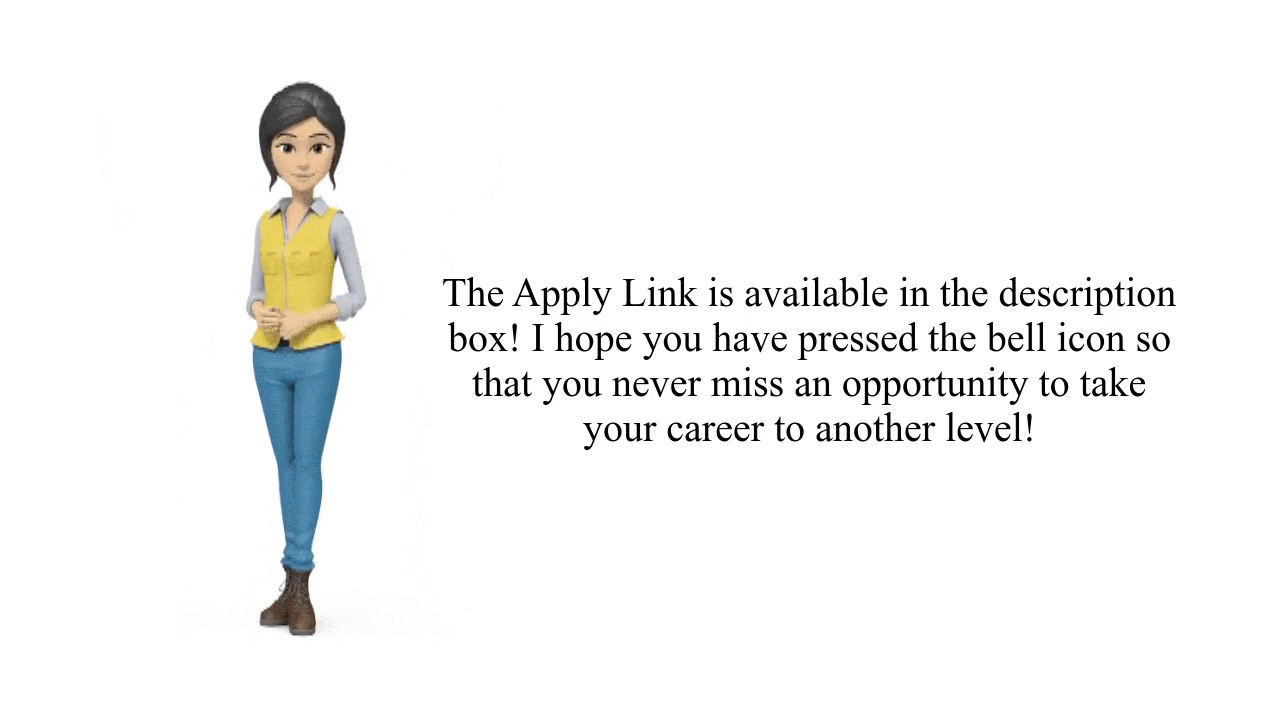 The Apply Link is available in the description
box! I hope you have pressed the bell icon so
that you never miss an opportunity to take
your career to another level!